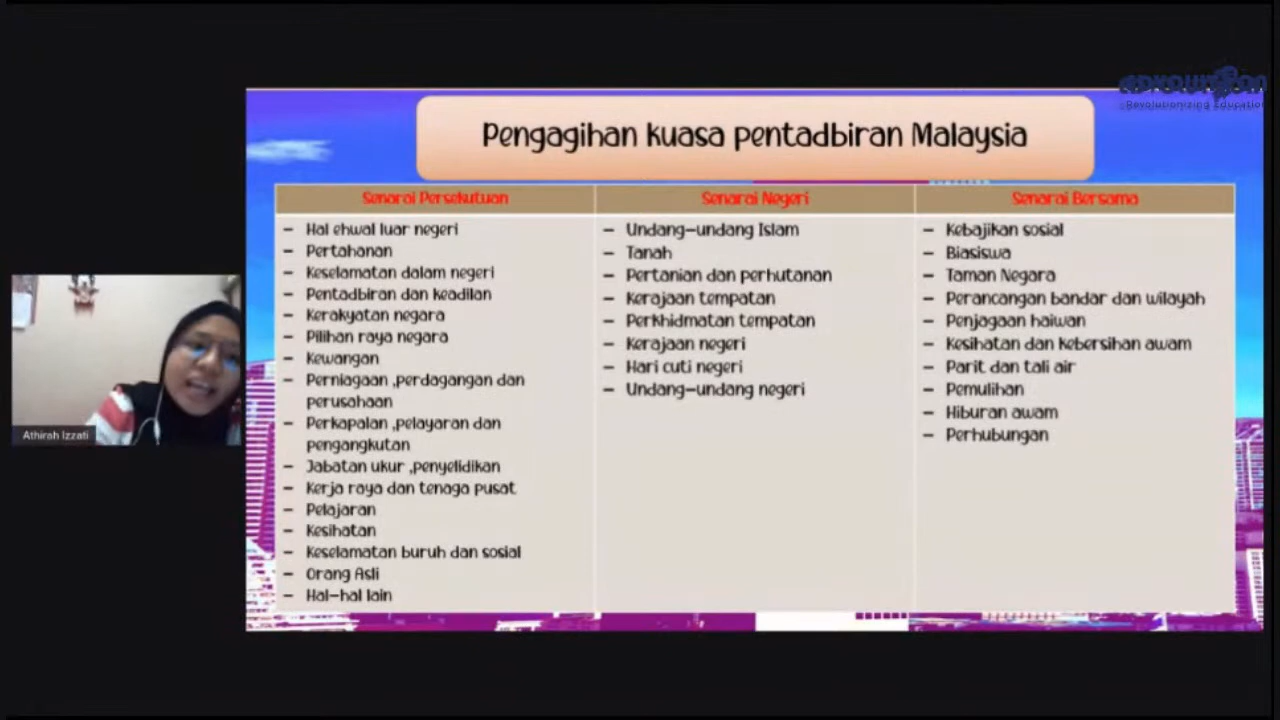 Revolutionizing Education
Pengagihan kuasa pentadbiran Malaysia
Senarai Persekutuan
– Hal ehwal luar negeri
– Pertahanan
– Keselamatan dalam negeri
– Pentadbiran dan keadilan
– Kerakyatan negara
– Pilihan raya negara
– Kewangan
– Perniagaan ,perdagangan dan
perusahaan
– Perkapalan ,pelayaran dan
pengangkutan
– Jabatan ukur ,penyelidikan
– Kerja raya dan tenaga pusat
– Pelajaran
– Kesihatan
– Keselamatan buruh dan sosial
– Orang Asli
– Hal-hal lain
Senarai Negeri
– Undang-undang Islam
– Tanah
– Pertanian dan perhutanan
– Kerajaan tempatan
– Perkhidmatan tempatan
– Kerajaan negeri
– Hari cuti negeri
– Undang-undang negeri
Senarai Bersama
– Kebajikan sosial
– Biasiswa
– Taman Negara
– Perancangan bandar dan wilayah
– Penjagaan haiwan
– Kesihatan dan kebersihan awam
– Parit dan tali air
– Pemulihan
– Hiburan awam
– Perhubungan
Athirah Izzati